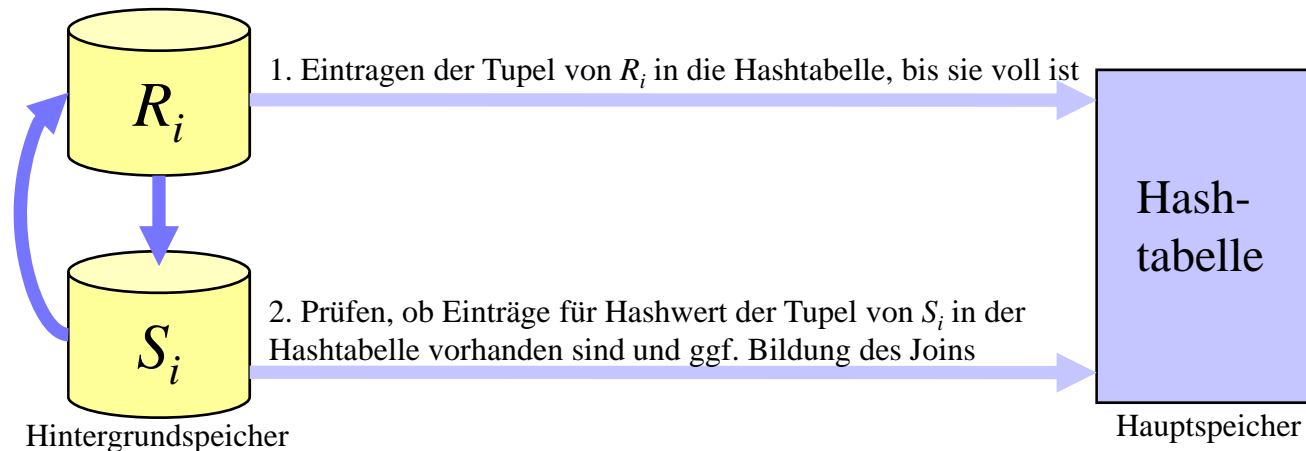 1. Eintragen der Tupel von Ri in die Hashtabelle, bis sie voll ist
Ri
Hash-
tabelle
2. Prüfen, ob Einträge für Hashwert der Tupel von Si in der
Hashtabelle vorhanden sind und ggf. Bildung des Joins
Si
Hintergrundspeicher
Hauptspeicher